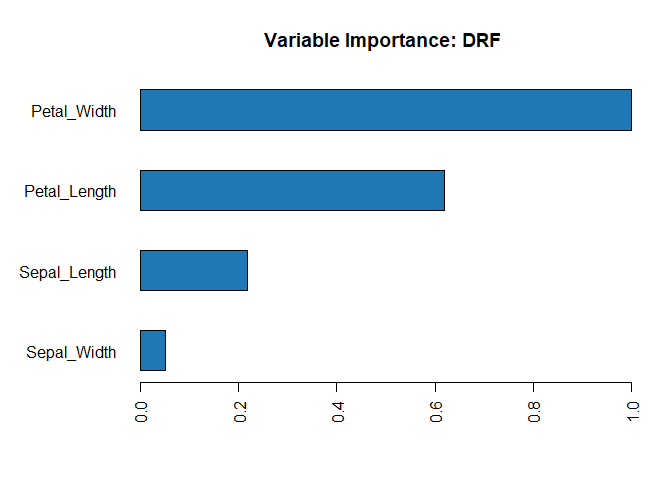 Variable Importance: DRF
Petal_Width
Petal_Length
Sepal_Length
Sepal_Width
0.0 0.2 0.4 0.6 0.8 1.0